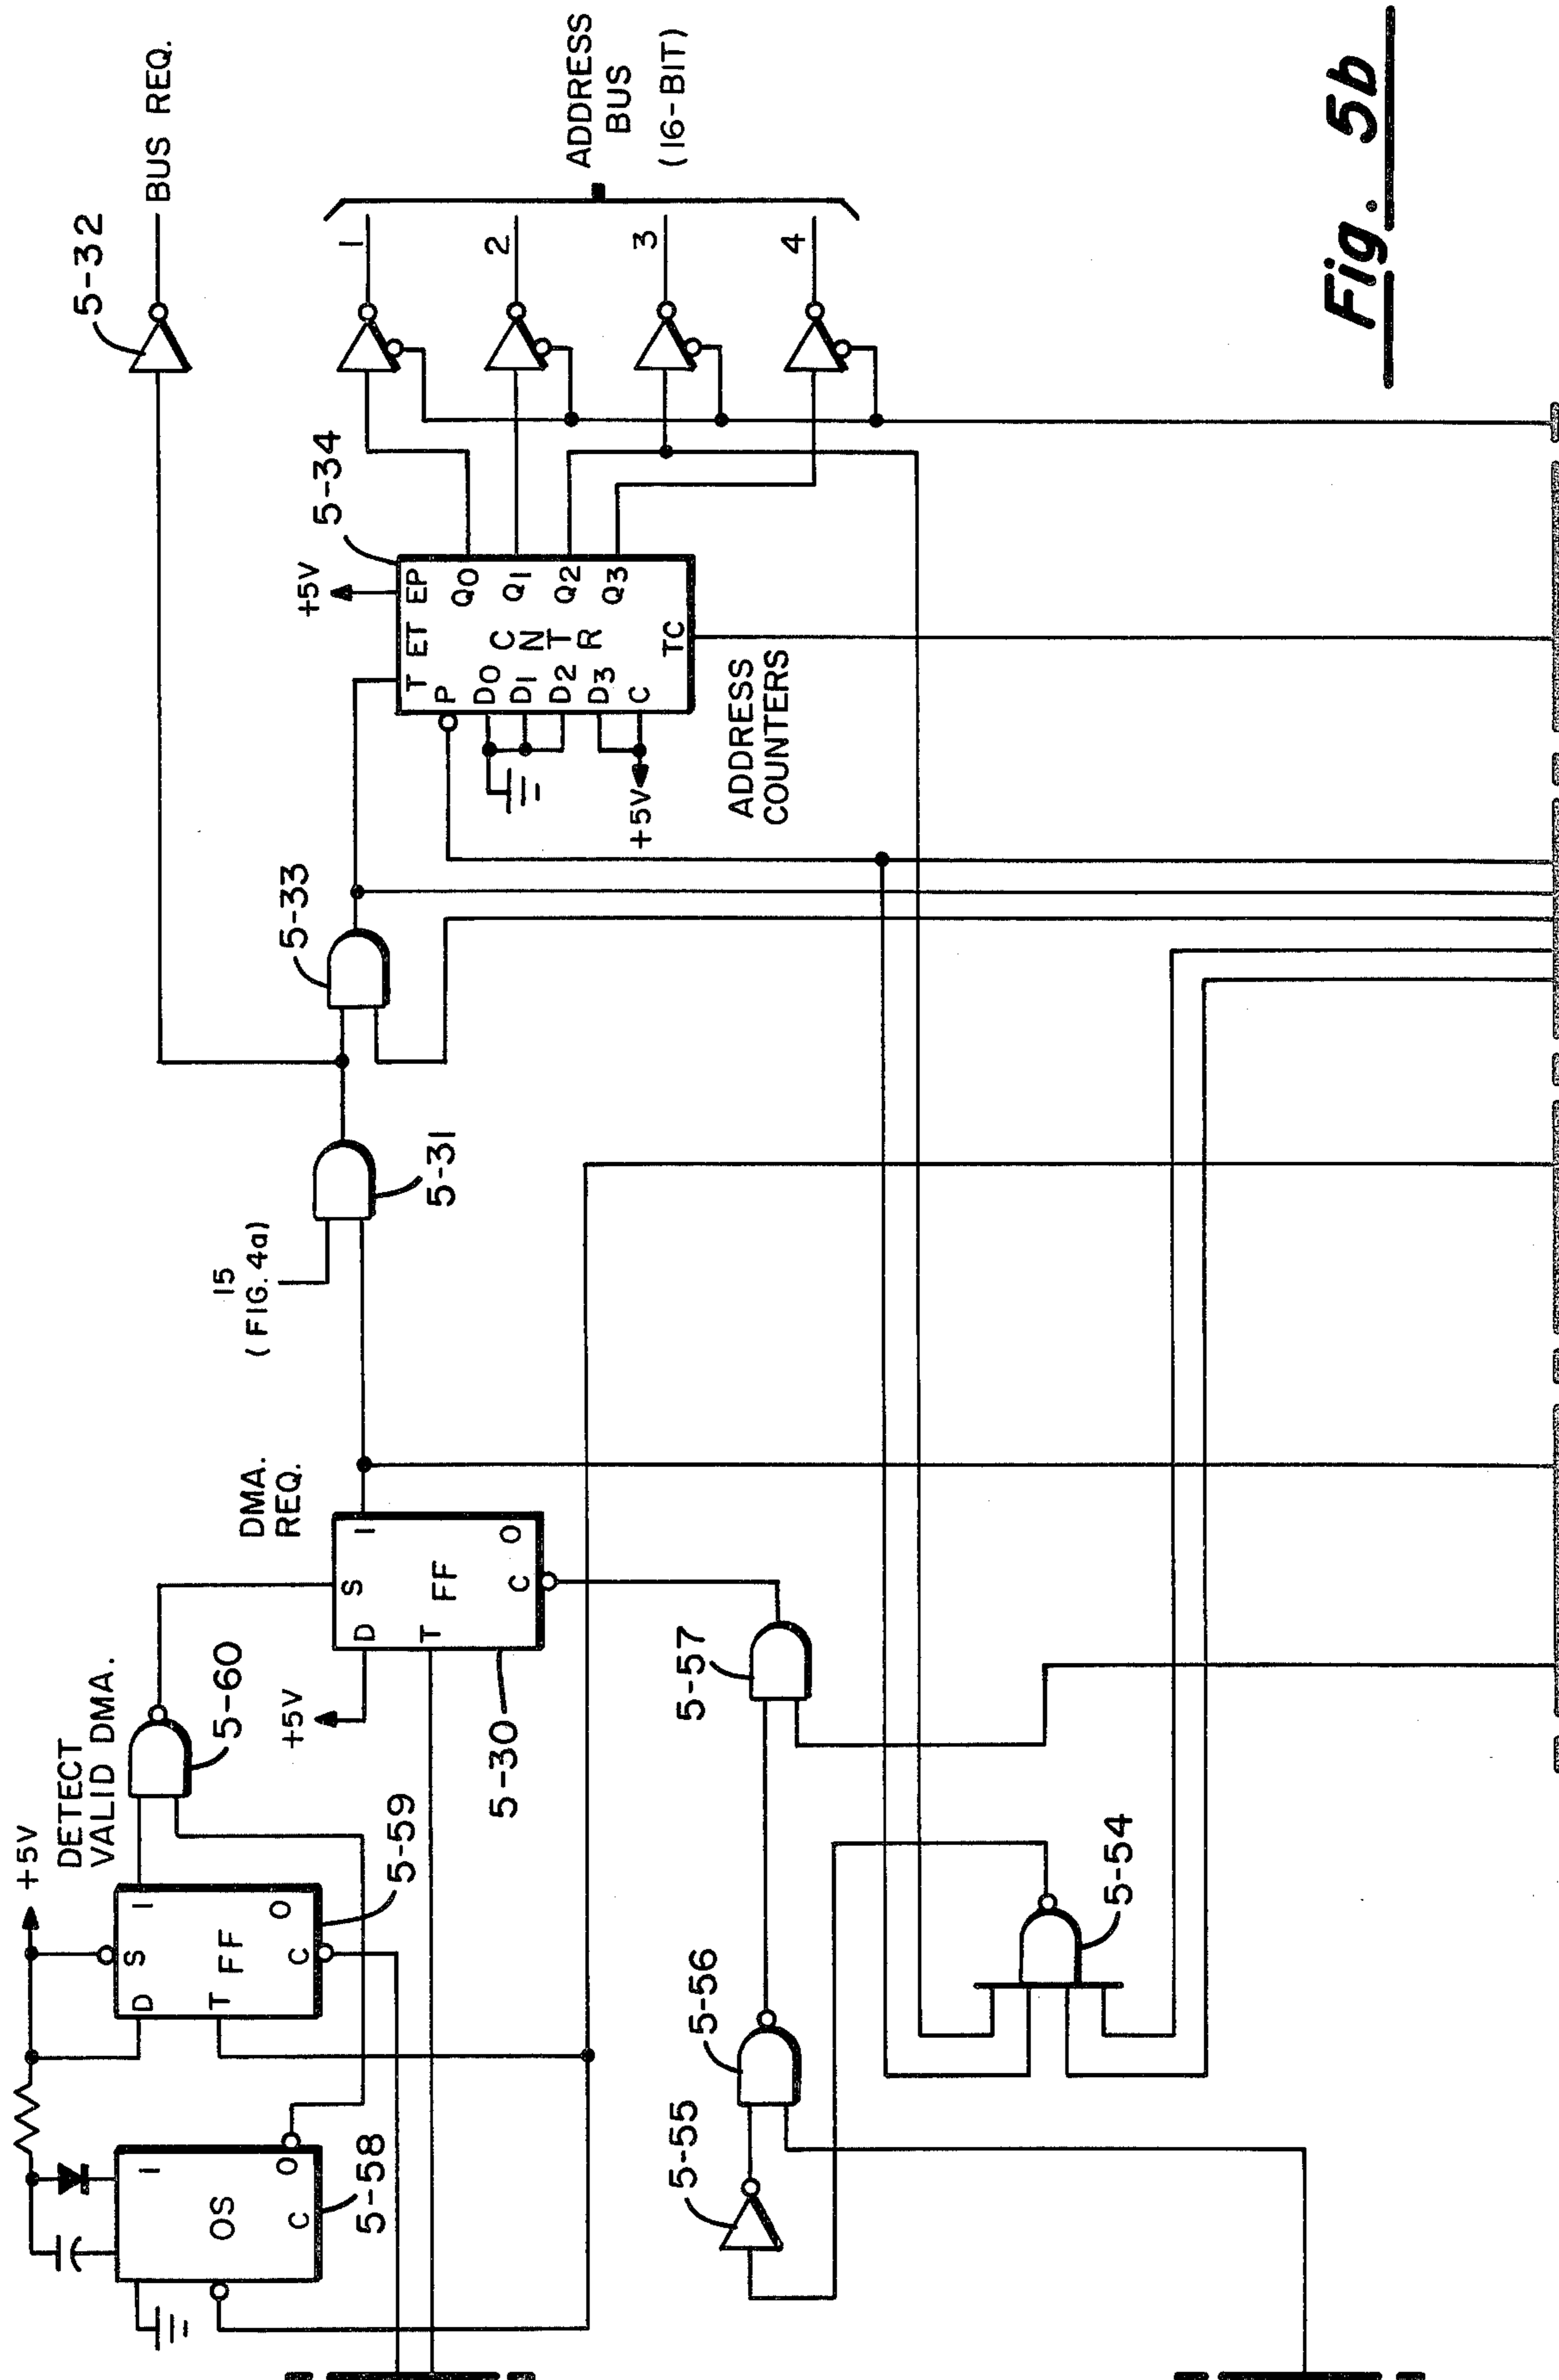 +5V
DETECT
VALID DMA.
5-60
D
S
1
T
FF
C
0
5-59
1
OS
0
C
5-58
DMA.
REQ.
+5V
D
S
1
T
FF
C
0
5-30
15
(FIG. 4a)
5-31
5-33
5-32
BUS REQ.
+5V
5-34
T ET EP
P
D0
D1
D2
D3
C
CNTR
Q0
Q1
Q2
Q3
TC
+5V
ADDRESS
COUNTERS
1
2
3
4
ADDRESS
BUS
(16-BIT)
5-55
5-56
5-57
5-54
Fig. 5b